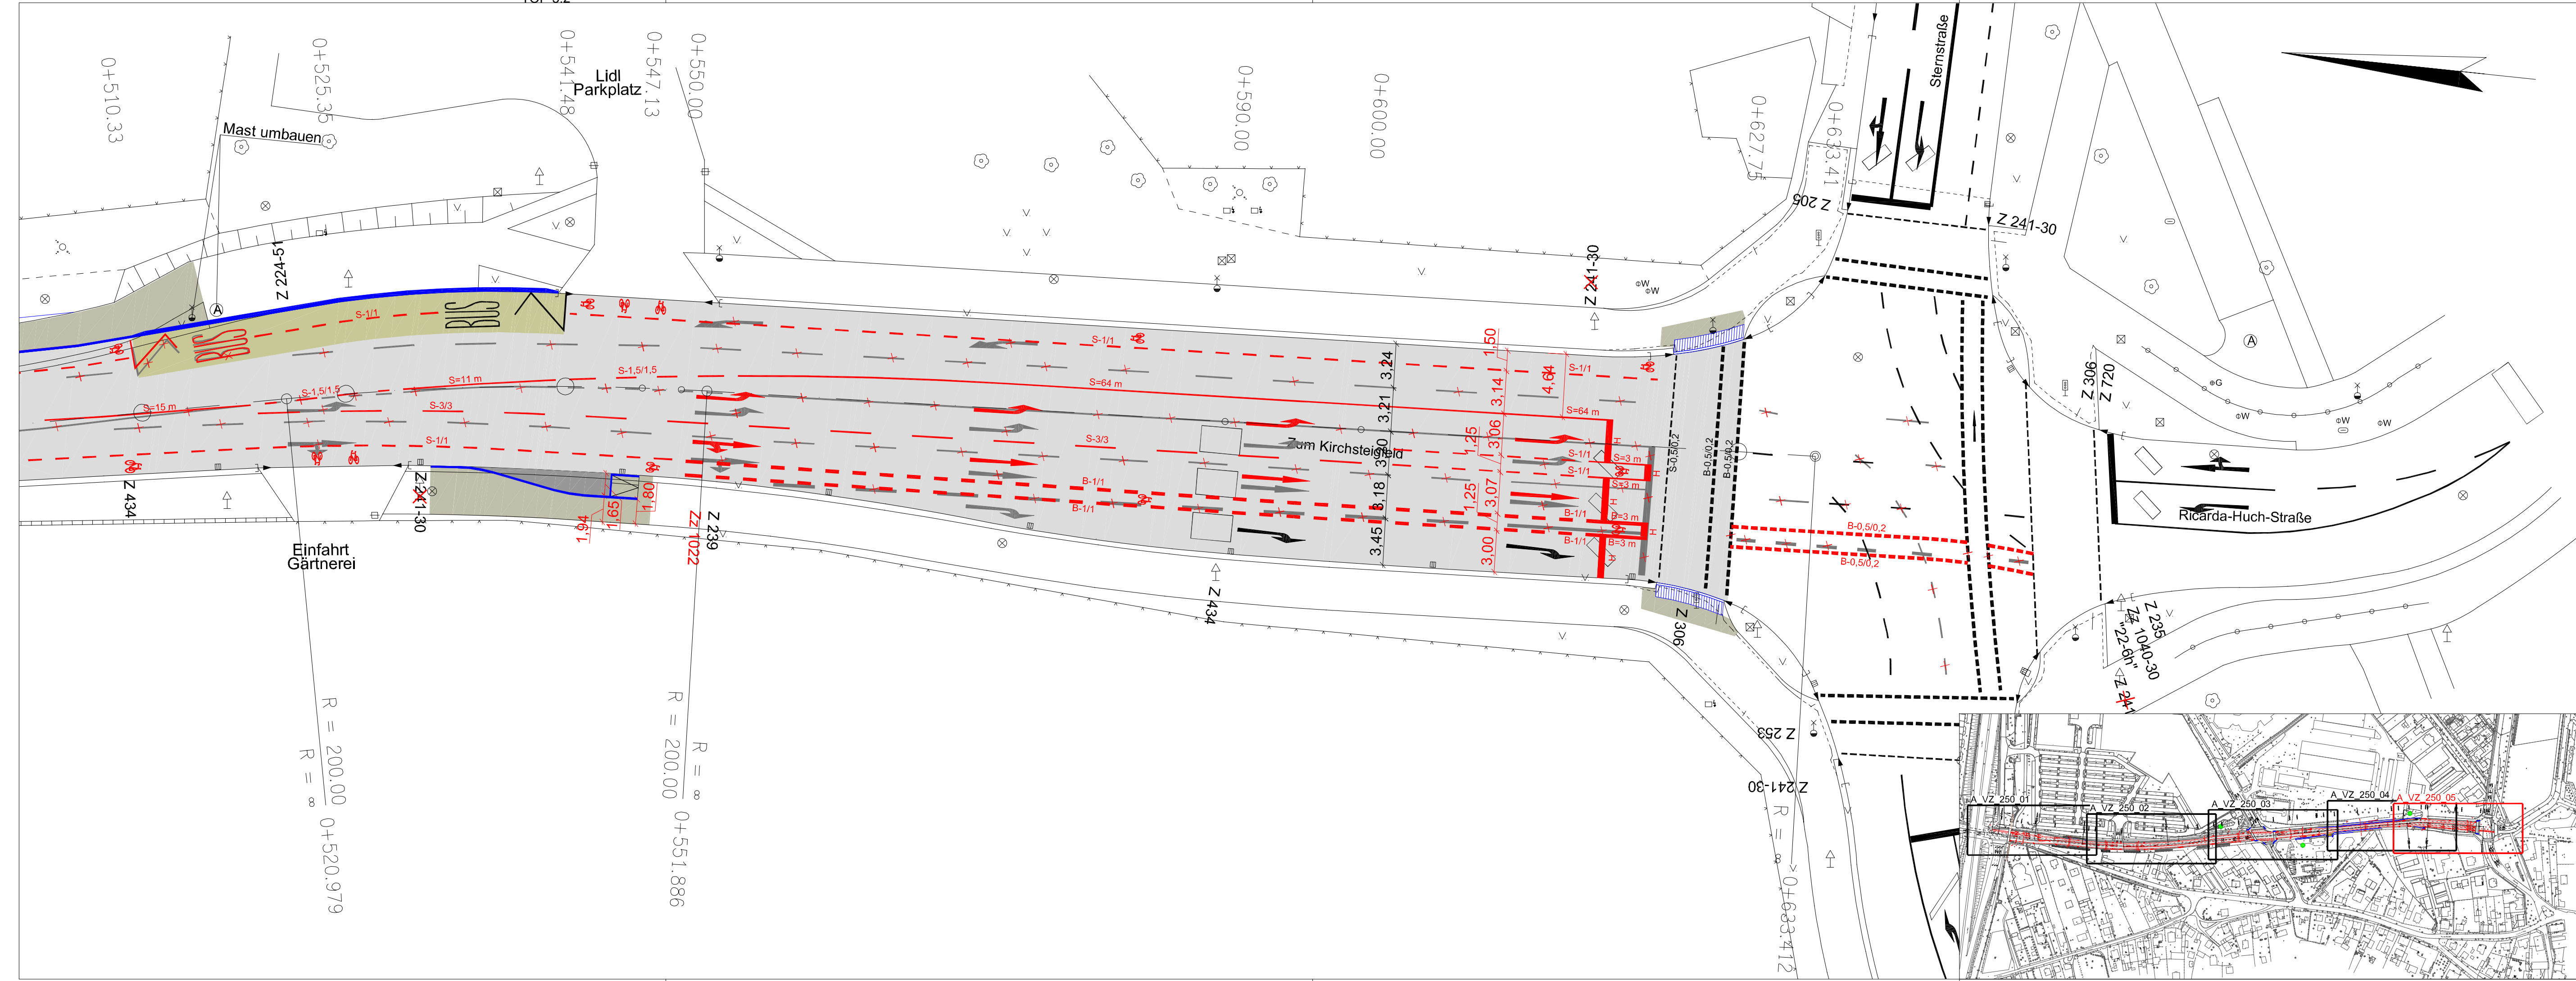 0+510.33
0+525.35
0+541.48
0+547.13
0+550.00
0+590.00
0+600.00
0+627.75
0+633.41
Lidl
Parkplatz
Mast umbauen
Sternstraße
Z 205
Z 241-30
Z 224-51
Z 241-30
A
BUS
BUS
S-1/1
S-1/1
S-1/1
S-1,5/1,5
S=11 m
S-1,5/1,5
S=64 m
S=64 m
S=15 m
S-3/3
S-3/3
S-1/1
S-1/1
S-1/1
S=3 m
S=3 m
B-1/1
B-1/1
B-1/1
B-1/1
B=3 m
B=3 m
1,50
3,14
4,64
3,06
1,25
1,25
3,07
3,00
3,24
3,21
3,18
3,45
Zum Kirchsteigfeld
S-0,5/0,2
B-0,5/0,2
B-0,5/0,2
B-0,5/0,2
B-0,5/0,2
Z 306
Z 720
A
G
W
W
W
W
W
Ricarda-Huch-Straße
Z 434
Z 241-30
Einfahrt
Gärtnerei
1,94
1,65
1,80
Zz 1022
Z 239
Z 434
Z 306
Z 235
Zz 1040-30
"22-6h"
Z 241
Z 253
Z 241-30
R = 200.00
R = ∞
0+520.979
R = ∞
R = 200.00
0+551.886
R = ∞
>0+633.412
A_VZ_250_01
A_VZ_250_02
A_VZ_250_03
A_VZ_250_04
A_VZ_250_05